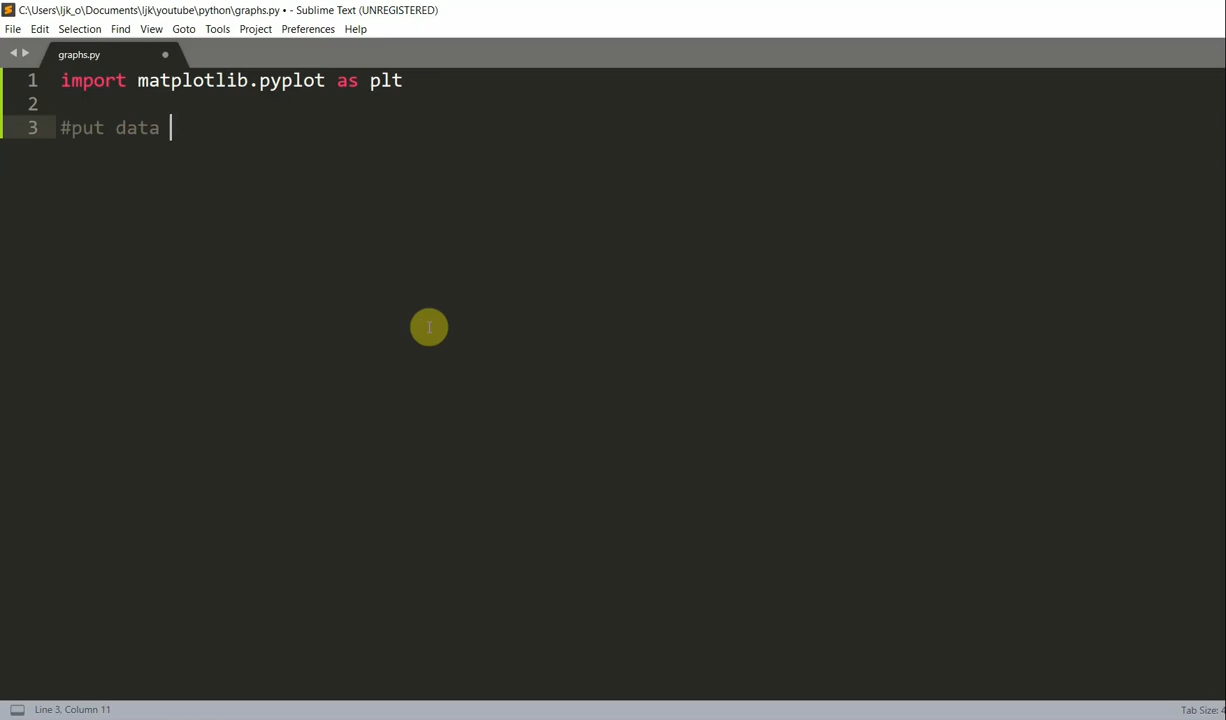 C:\Users\ljk_o\Documents\ljk\youtube\python\graphs.py • - Sublime Text (UNREGISTERED)
File Edit Selection Find View Goto Tools Project Preferences Help
graphs.py
1 import matplotlib.pyplot as plt
2
3 #put data
Line 3, Column 11
Tab Size: 4